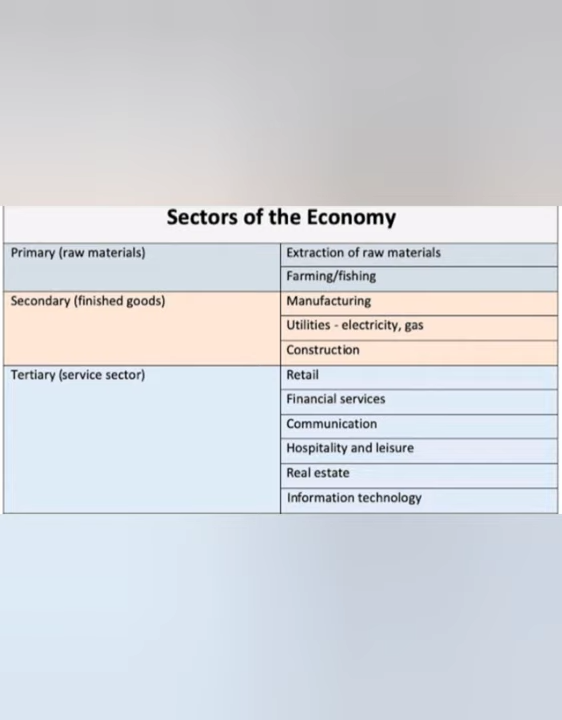 Sectors of the Economy
Primary (raw materials)
Extraction of raw materials
Farming/fishing
Secondary (finished goods)
Manufacturing
Utilities - electricity, gas
Construction
Tertiary (service sector)
Retail
Financial services
Communication
Hospitality and leisure
Real estate
Information technology